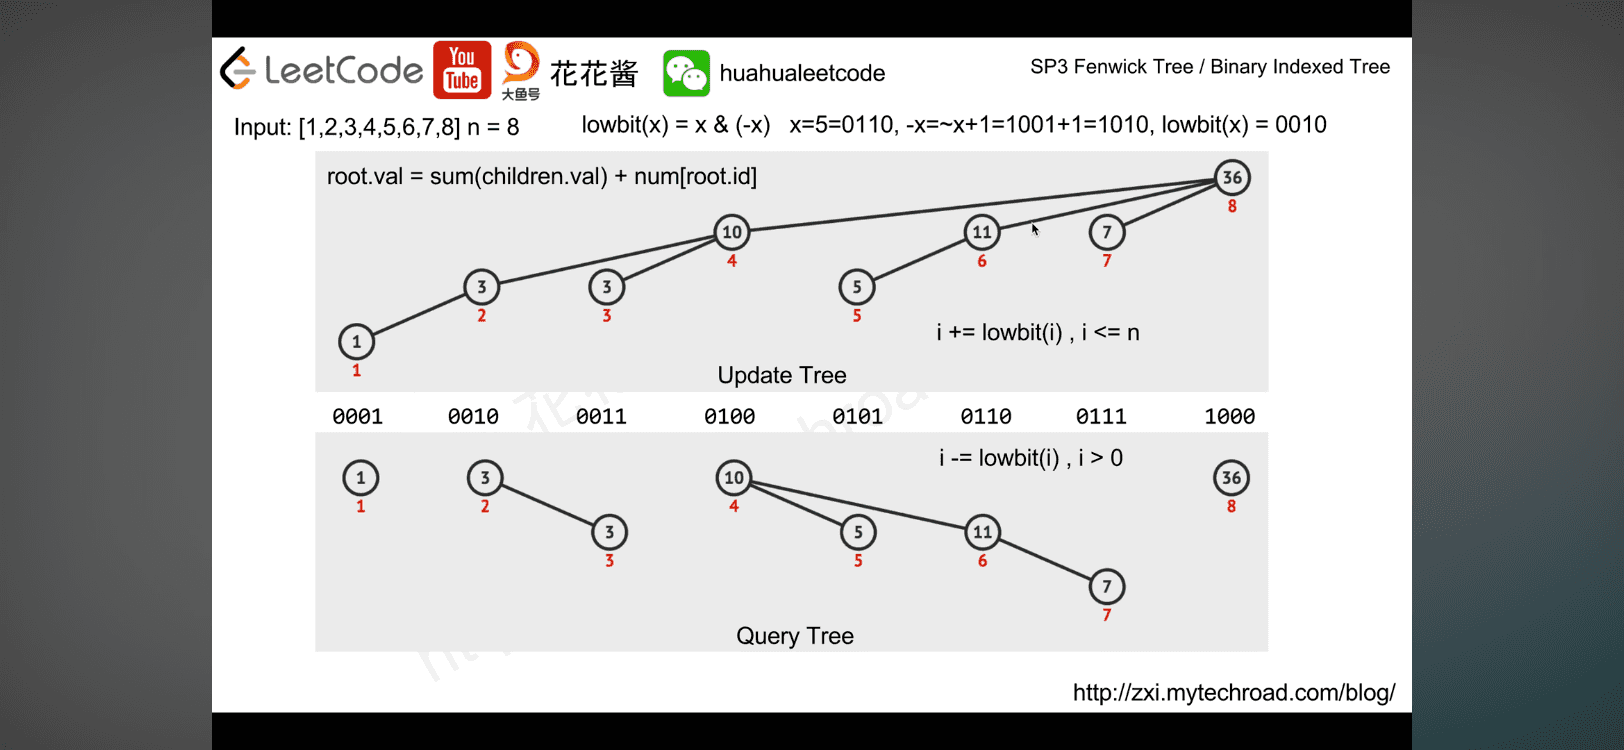 LeetCode
You
Tube
大鱼号
花花酱
huahualeetcode
SP3 Fenwick Tree / Binary Indexed Tree
Input: [1,2,3,4,5,6,7,8] n = 8
lowbit(x) = x & (-x) x=5=0110, -x=~x+1=1001+1=1010, lowbit(x) = 0010
root.val = sum(children.val) + num[root.id]
36
8
10
4
11
6
7
7
3
2
3
3
5
5
1
1
i += lowbit(i) , i <= n
Update Tree
0001 0010 0011 0100 0101 0110 0111 1000
i -= lowbit(i) , i > 0
1
1
3
2
10
4
36
8
3
3
5
5
11
6
7
7
Query Tree
http://zxi.mytechroad.com/blog/